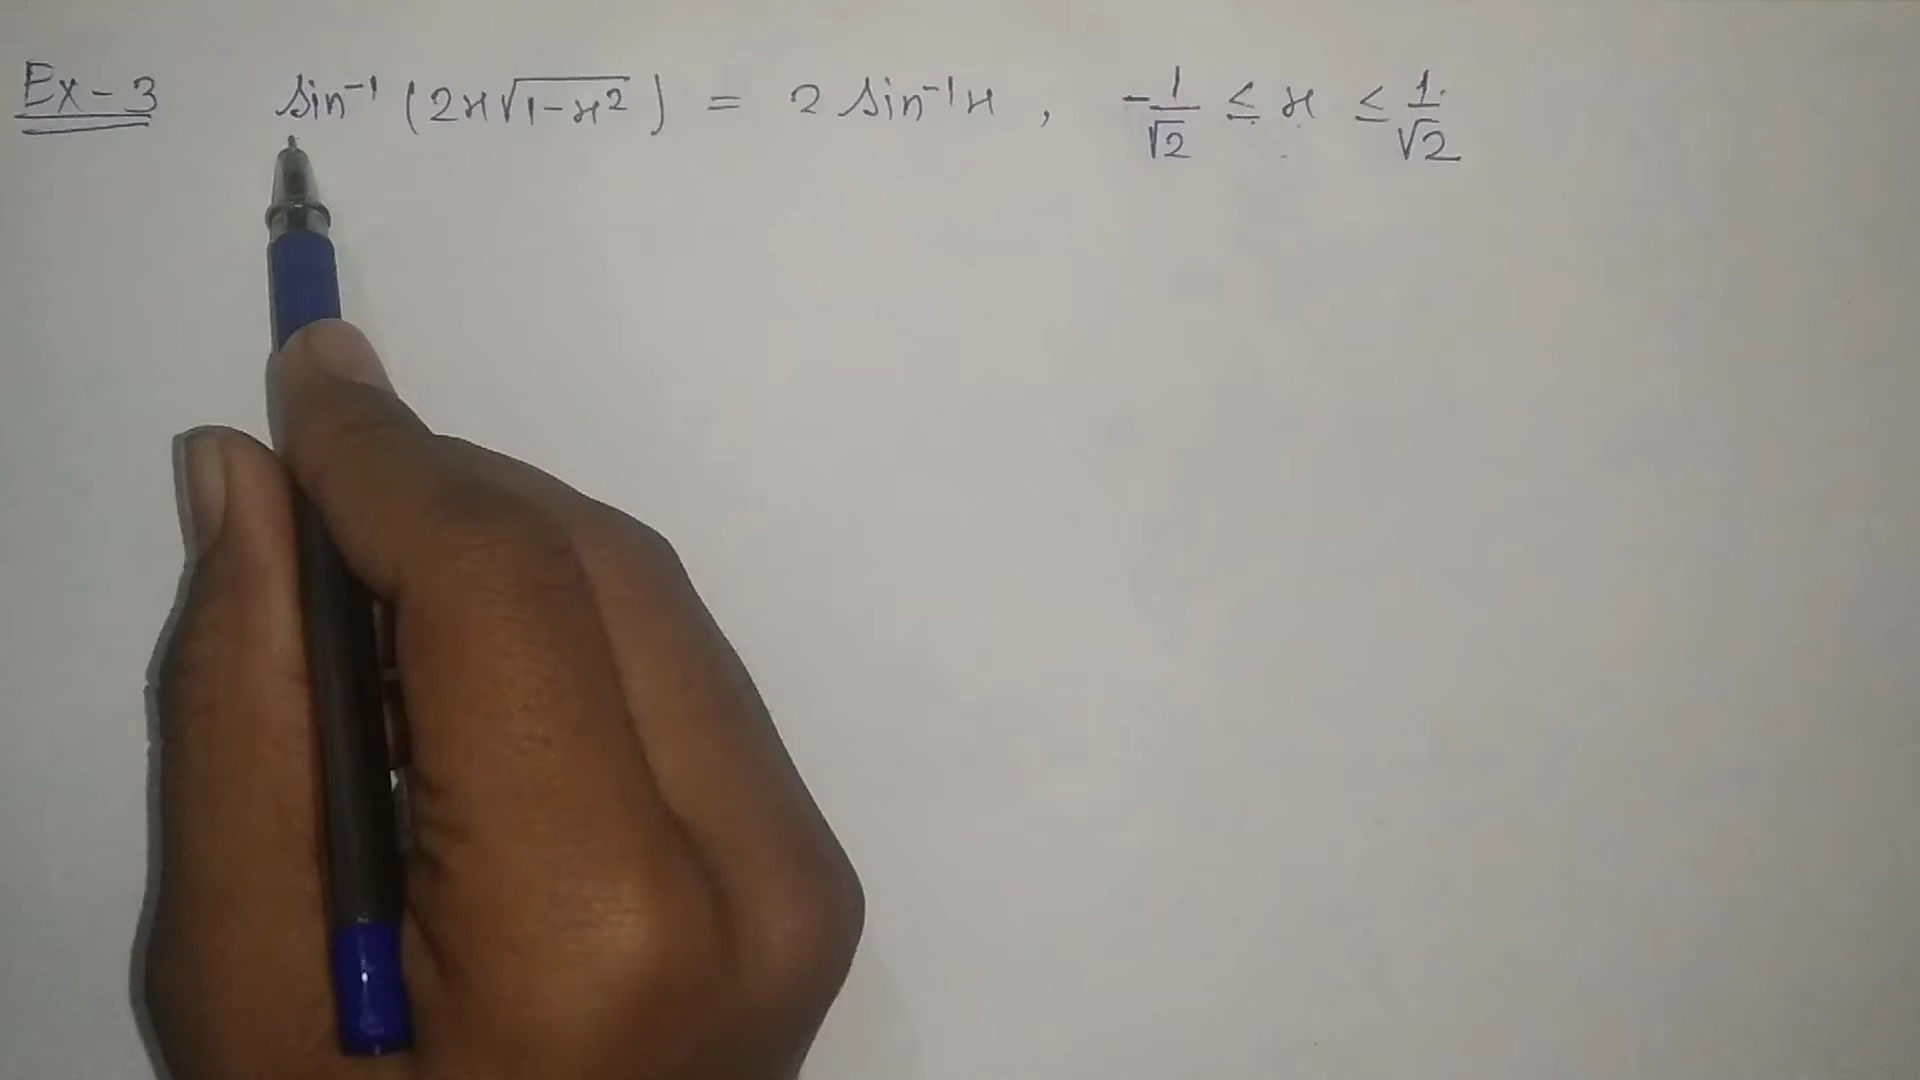 Ex-3 sin⁻¹ (2x√(1-x²)) = 2 sin⁻¹x , -1/√2 ≤ x ≤ 1/√2